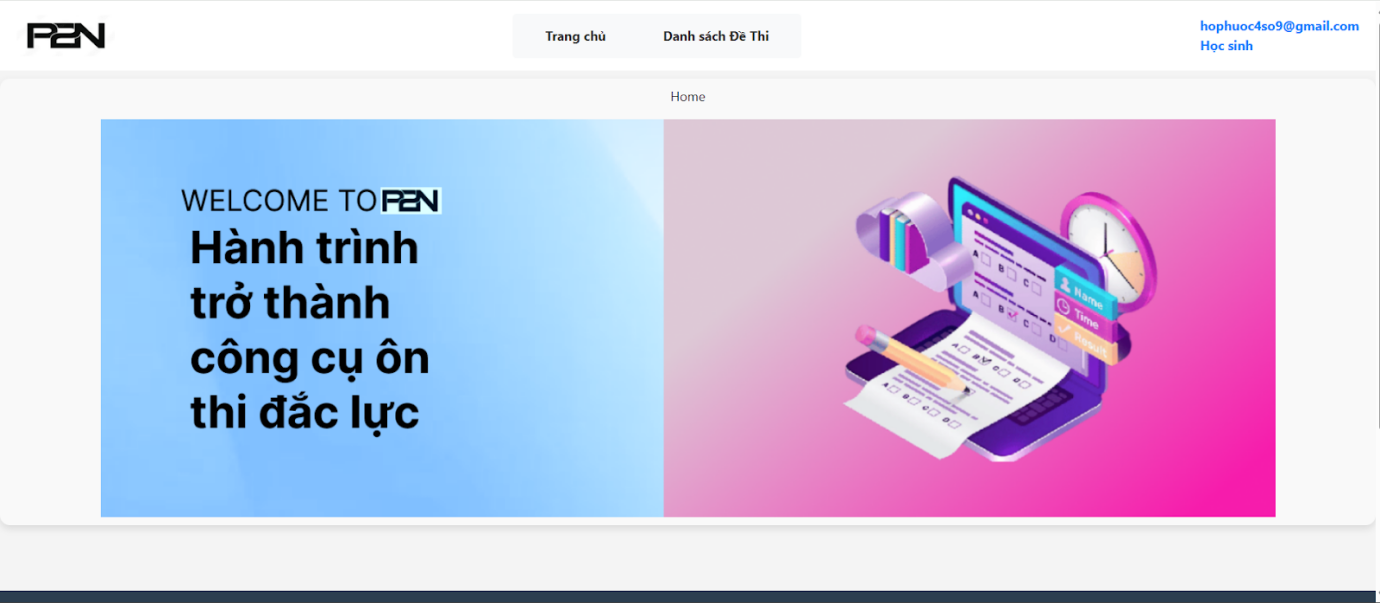 P2N
Trang chủ
Danh sách Đề Thi
hophuoc4so9@gmail.com
Học sinh
Home
WELCOME TO P2N
Hành trình
trở thành
công cụ ôn
thi đắc lực
A
B
C
A
B
C
D
Name
Time
Result
A
B
C
D
A
B
C
D